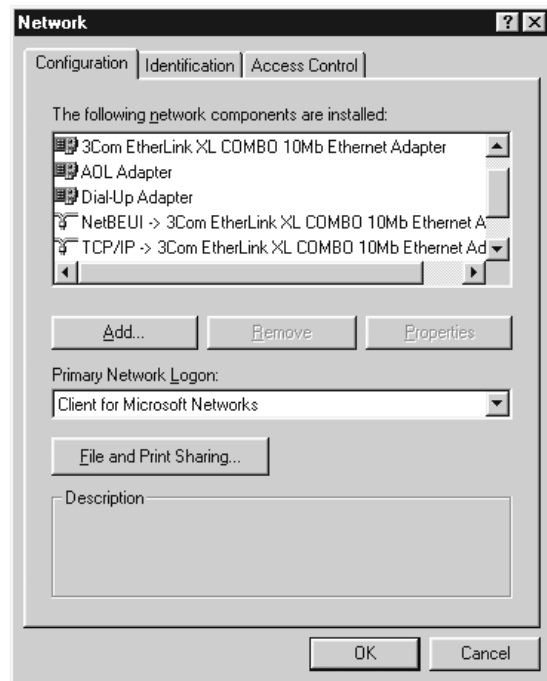 Network
Configuration
Identification
Access Control
The following network components are installed:
3Com EtherLink XL COMBO 10Mb Ethernet Adapter
AOL Adapter
Dial-Up Adapter
NetBEUI -> 3Com EtherLink XL COMBO 10Mb Ethernet A
TCP/IP -> 3Com EtherLink XL COMBO 10Mb Ethernet Ad
Add...
Remove
Properties
Primary Network Logon:
Client for Microsoft Networks
File and Print Sharing...
Description
OK
Cancel